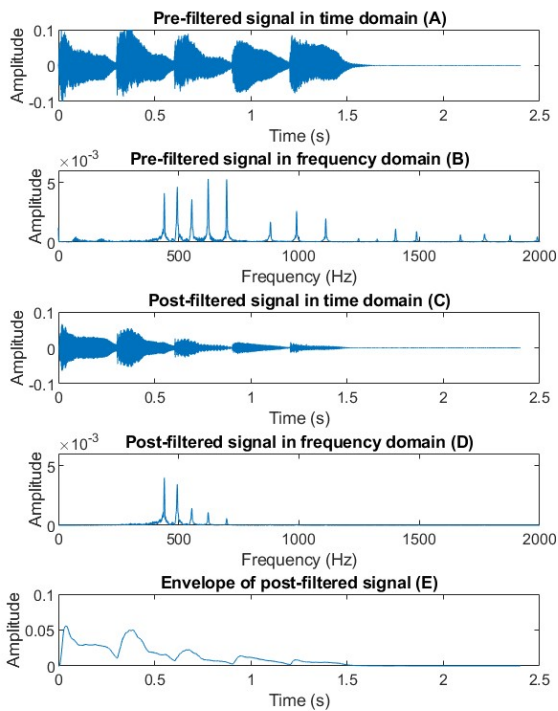 Pre-filtered signal in time domain (A)
Amplitude
0.1
0
-0.1
0 0.5 1 1.5 2 2.5
Time (s)
Pre-filtered signal in frequency domain (B)
×10⁻³
Amplitude
5
0
0 500 1000 1500 2000
Frequency (Hz)
Post-filtered signal in time domain (C)
Amplitude
0.1
0
-0.1
0 0.5 1 1.5 2 2.5
Time (s)
Post-filtered signal in frequency domain (D)
×10⁻³
Amplitude
5
0
0 500 1000 1500 2000
Frequency (Hz)
Envelope of post-filtered signal (E)
Amplitude
0.1
0.05
0
0 0.5 1 1.5 2 2.5
Time (s)